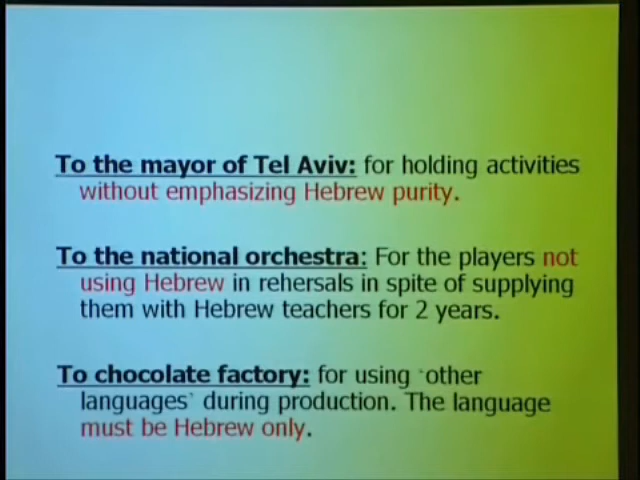 To the mayor of Tel Aviv: for holding activities
without emphasizing Hebrew purity.
To the national orchestra: For the players not
using Hebrew in rehersals in spite of supplying
them with Hebrew teachers for 2 years.
To chocolate factory: for using `other
languages' during production. The language
must be Hebrew only.